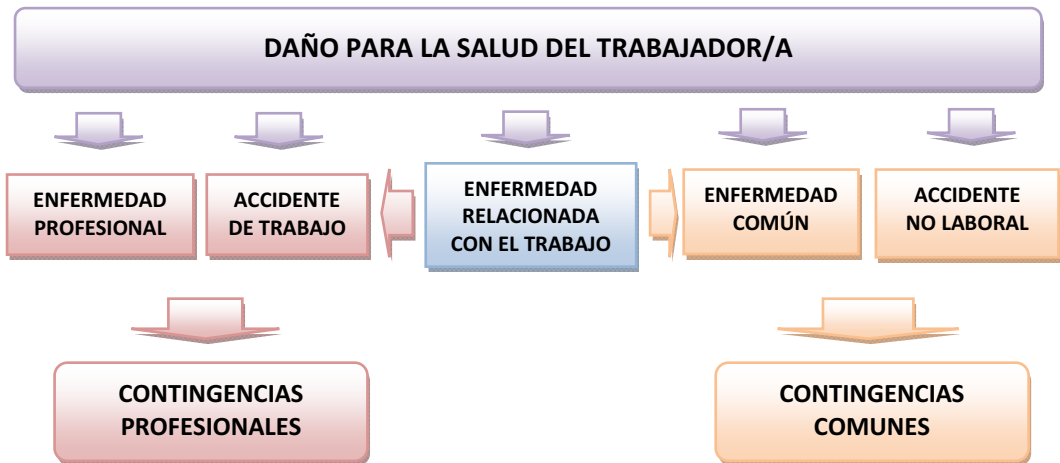 DAÑO PARA LA SALUD DEL TRABAJADOR/A
ENFERMEDAD
PROFESIONAL
ACCIDENTE
DE TRABAJO
ENFERMEDAD
RELACIONADA
CON EL TRABAJO
ENFERMEDAD
COMÚN
ACCIDENTE
NO LABORAL
CONTINGENCIAS
PROFESIONALES
CONTINGENCIAS
COMUNES